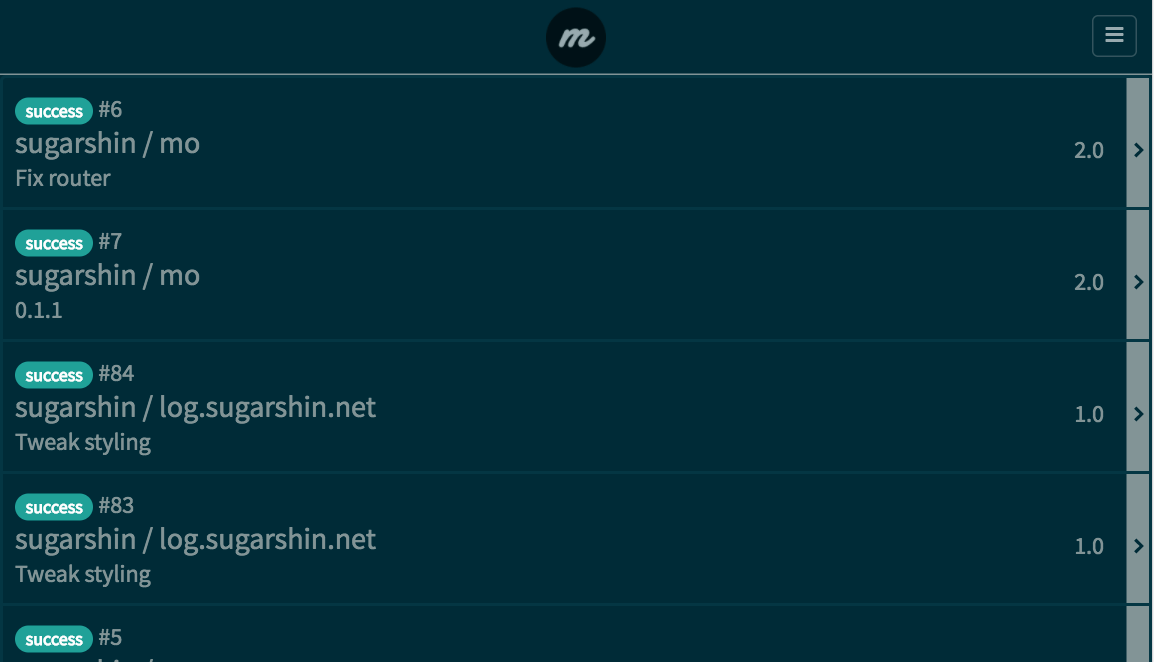 m
success #6
sugarshin / mo
Fix router
2.0
success #7
sugarshin / mo
0.1.1
2.0
success #84
sugarshin / log.sugarshin.net
Tweak styling
1.0
success #83
sugarshin / log.sugarshin.net
Tweak styling
1.0
success #5